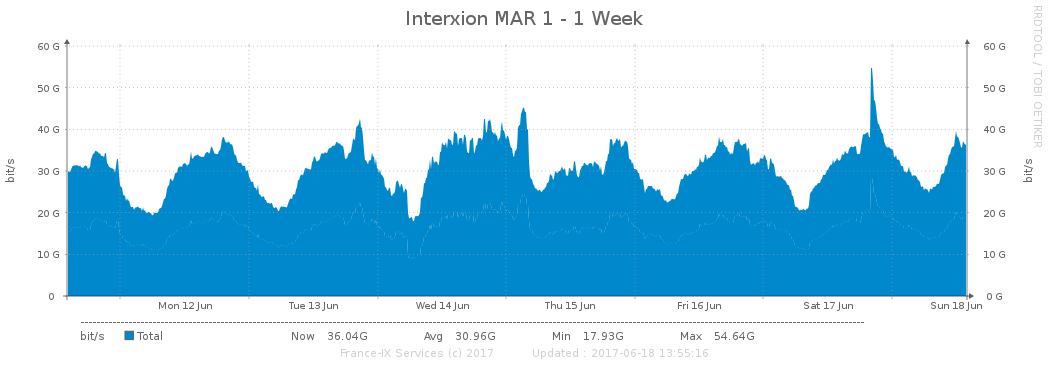 Interxion MAR 1 - 1 Week
RRDTOOL / TOBI OETIKER
bit/s
60 G 60 G
50 G 50 G
40 G 40 G
30 G 30 G
20 G 20 G
10 G 10 G
0 0 G
bit/s
Mon 12 Jun Tue 13 Jun Wed 14 Jun Thu 15 Jun Fri 16 Jun Sat 17 Jun Sun 18 Jun
bit/s Total Now 36.04G Avg 30.96G Min 17.93G Max 54.64G
France-IX Services (c) 2017 Updated : 2017-06-18 13:55:16